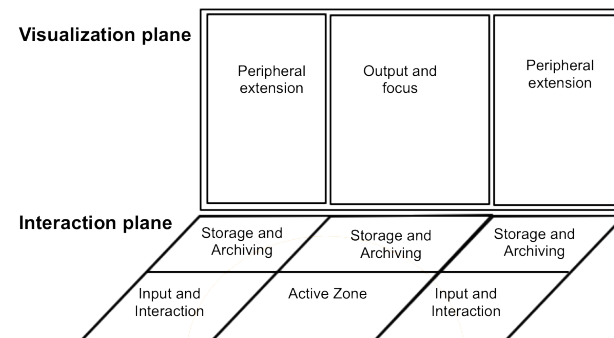 Visualization plane
Peripheral
extension
Output and
focus
Peripheral
extension
Interaction plane
Storage and
Archiving
Storage and
Archiving
Storage and
Archiving
Input and
Interaction
Active Zone
Input and
Interaction